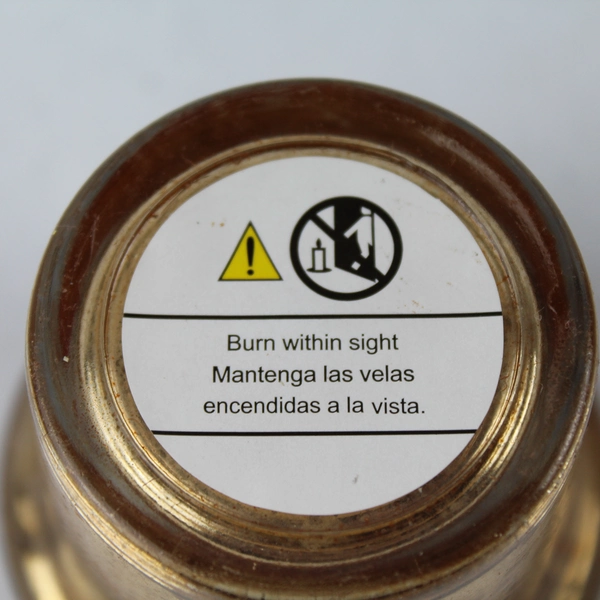 Burn within sight
Mantenga las velas
encendidas a la vista.